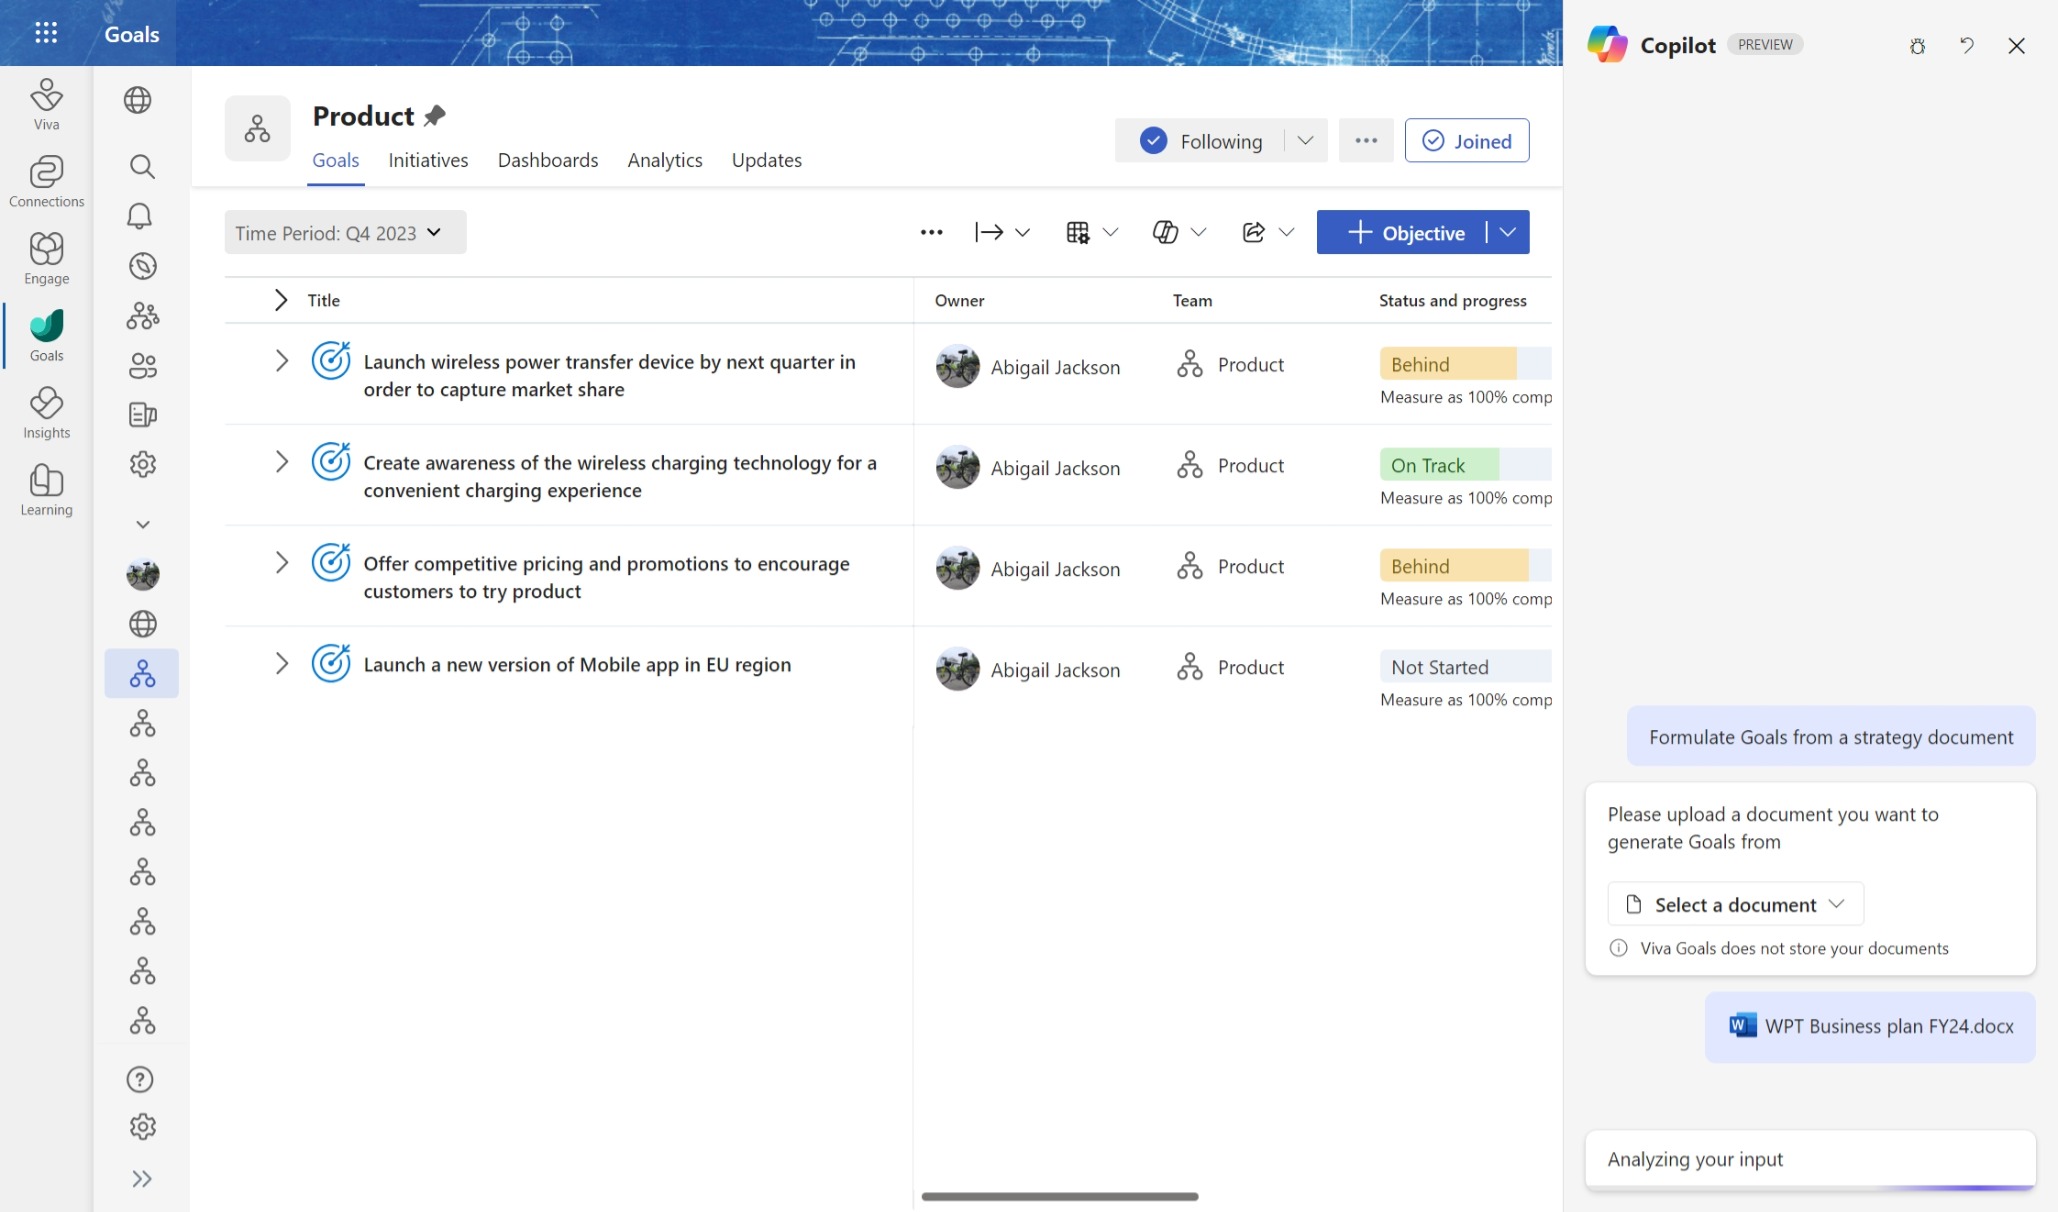 Goals
Copilot
PREVIEW
Viva
Connections
Engage
Goals
Insights
Learning
Product
Goals
Initiatives
Dashboards
Analytics
Updates
Following
Joined
Time Period: Q4 2023
Objective
Title
Owner
Team
Status and progress
Launch wireless power transfer device by next quarter in
order to capture market share
Abigail Jackson
Product
Behind
Measure as 100% comp
Create awareness of the wireless charging technology for a
convenient charging experience
Abigail Jackson
Product
On Track
Measure as 100% comp
Offer competitive pricing and promotions to encourage
customers to try product
Abigail Jackson
Product
Behind
Measure as 100% comp
Launch a new version of Mobile app in EU region
Abigail Jackson
Product
Not Started
Measure as 100% comp
Formulate Goals from a strategy document
Please upload a document you want to
generate Goals from
Select a document
Viva Goals does not store your documents
WPT Business plan FY24.docx
Analyzing your input